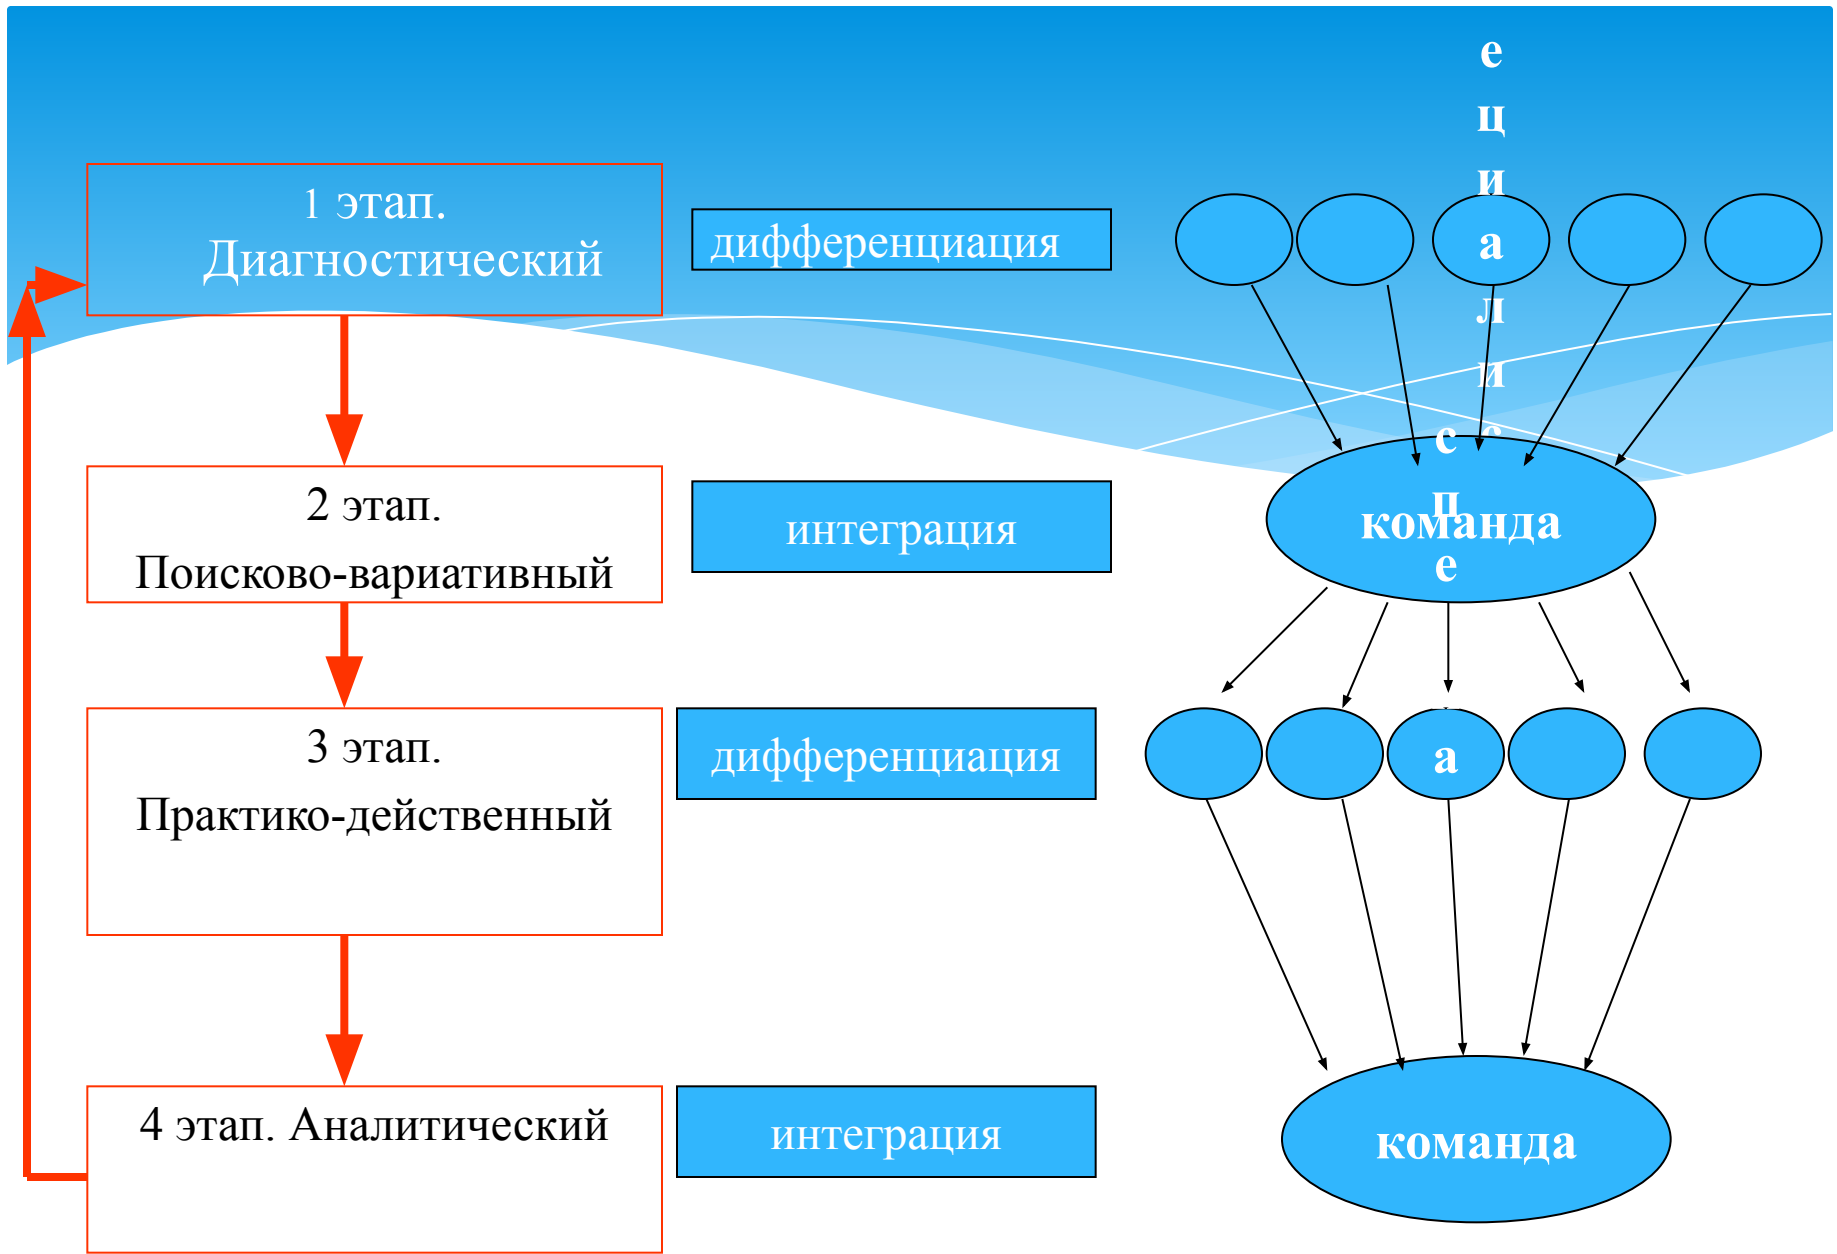 1 этап.
Диагностический
дифференциация
е
ц
и
а
л
и
с
2 этап.
Поисково-вариативный
интеграция
с
п
е
команда
3 этап.
Практико-действенный
дифференциация
а
4 этап. Аналитический
интеграция
команда